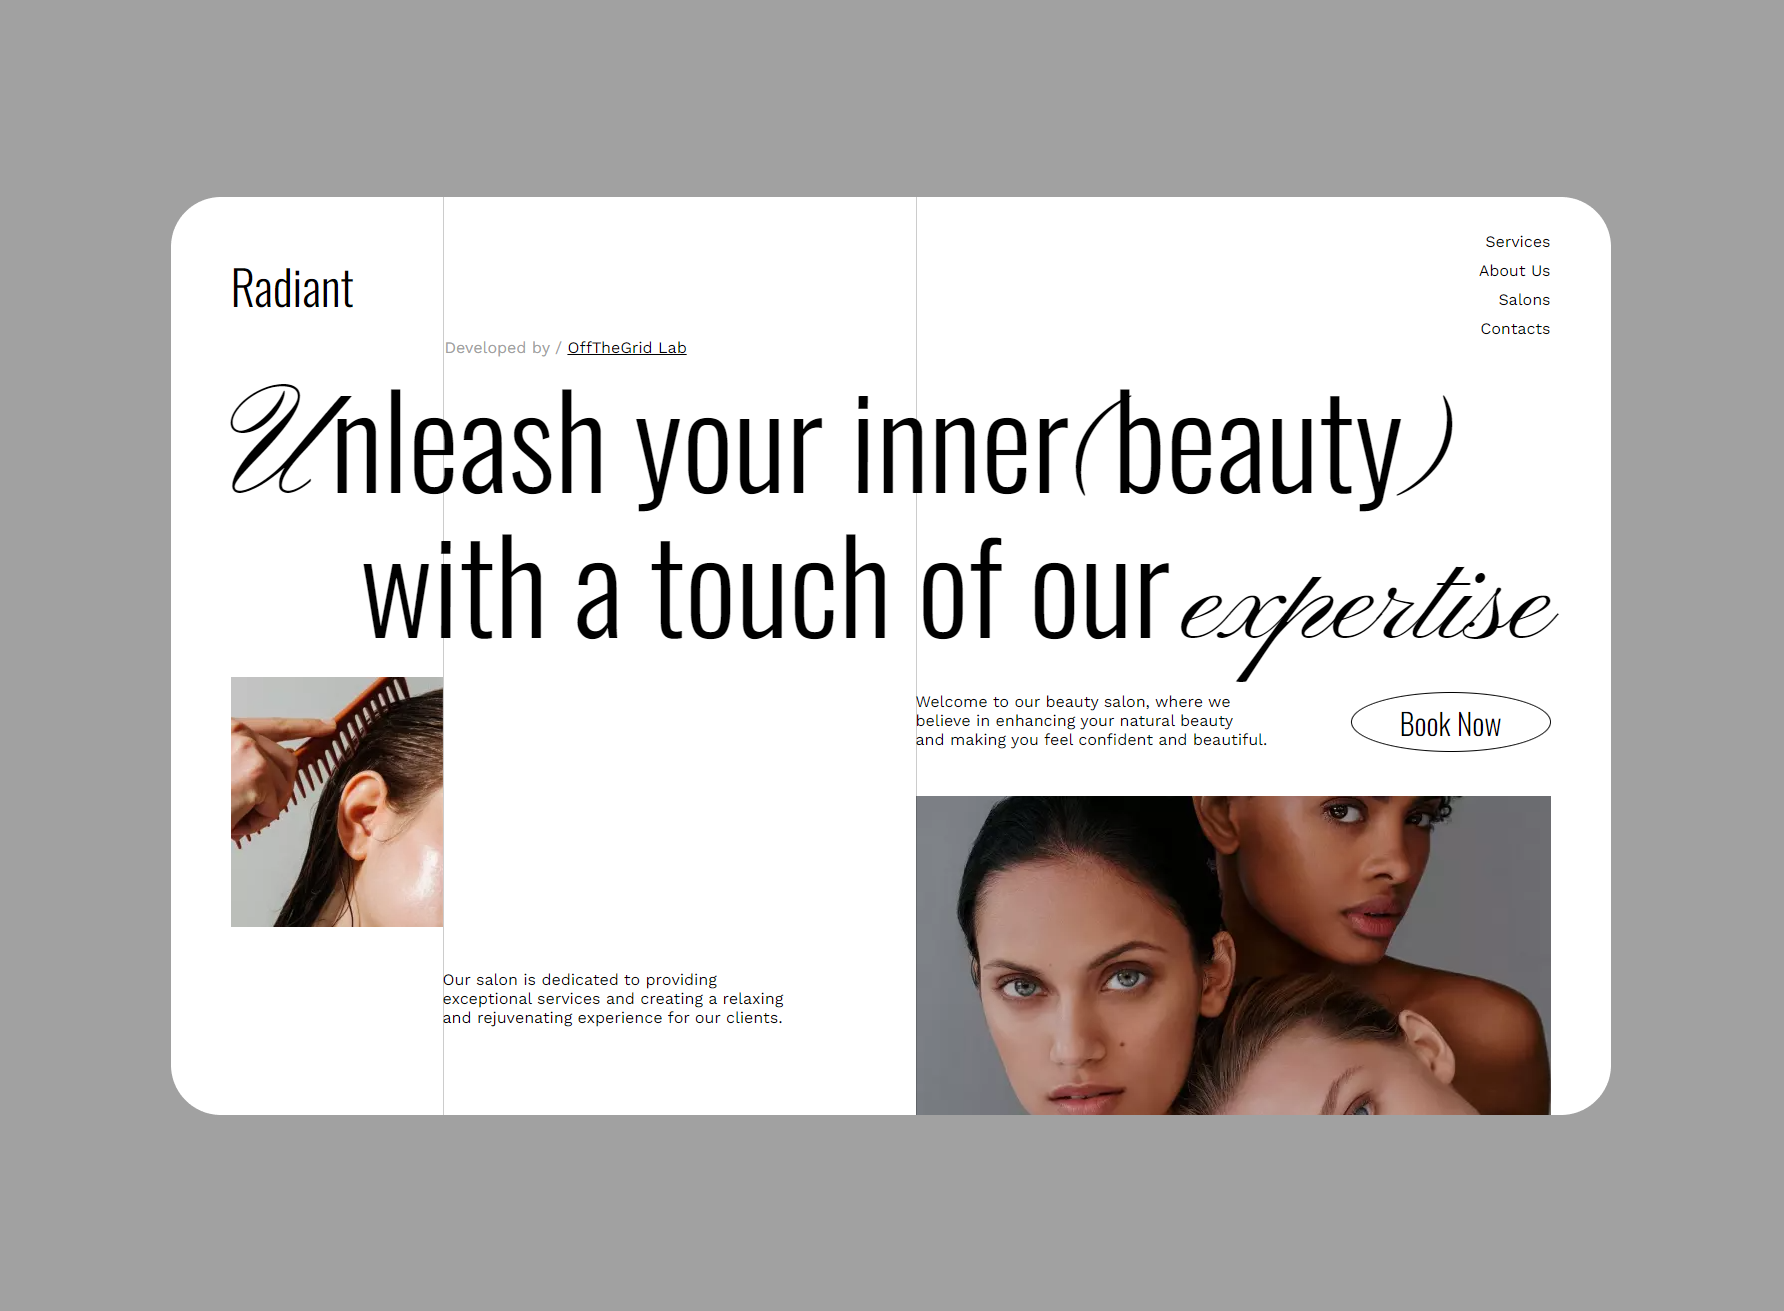 Services
Radiant
About Us
Salons
Contacts
Developed by / OffTheGrid Lab
Unleash your inner(beauty)
with a touch of our expertise
Welcome to our beauty salon, where we
believe in enhancing your natural beauty
and making you feel confident and beautiful.
Book Now
Our salon is dedicated to providing
exceptional services and creating a relaxing
and rejuvenating experience for our clients.